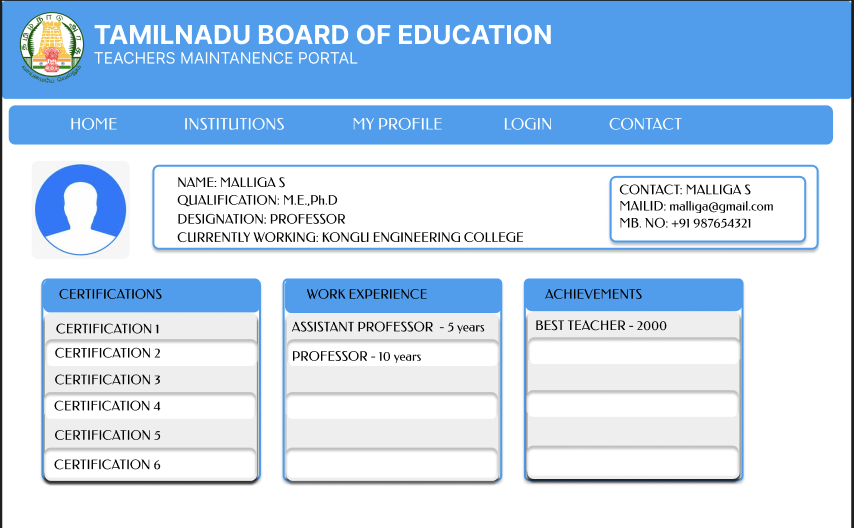 TAMILNADU BOARD OF EDUCATION
TEACHERS MAINTANENCE PORTAL
HOME INSTITUTIONS MY PROFILE LOGIN CONTACT
NAME: MALLIGA S
QUALIFICATION: M.E.,Ph.D
DESIGNATION: PROFESSOR
CURRENTLY WORKING: KONGU ENGINEERING COLLEGE
CONTACT: MALLIGA S
MAILID: malliga@gmail.com
MB. NO: +91 987654321
CERTIFICATIONS
CERTIFICATION 1
CERTIFICATION 2
CERTIFICATION 3
CERTIFICATION 4
CERTIFICATION 5
CERTIFICATION 6
WORK EXPERIENCE
ASSISTANT PROFESSOR - 5 years
PROFESSOR - 10 years
ACHIEVEMENTS
BEST TEACHER - 2000